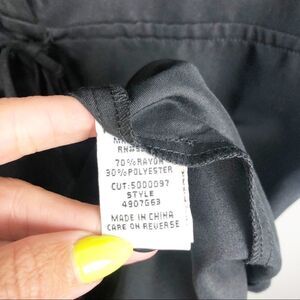 70% RAYON
30% POLYESTER
CUT: 5000097
STYLE
4907G63
MADE IN CHINA
CARE ON REVERSE